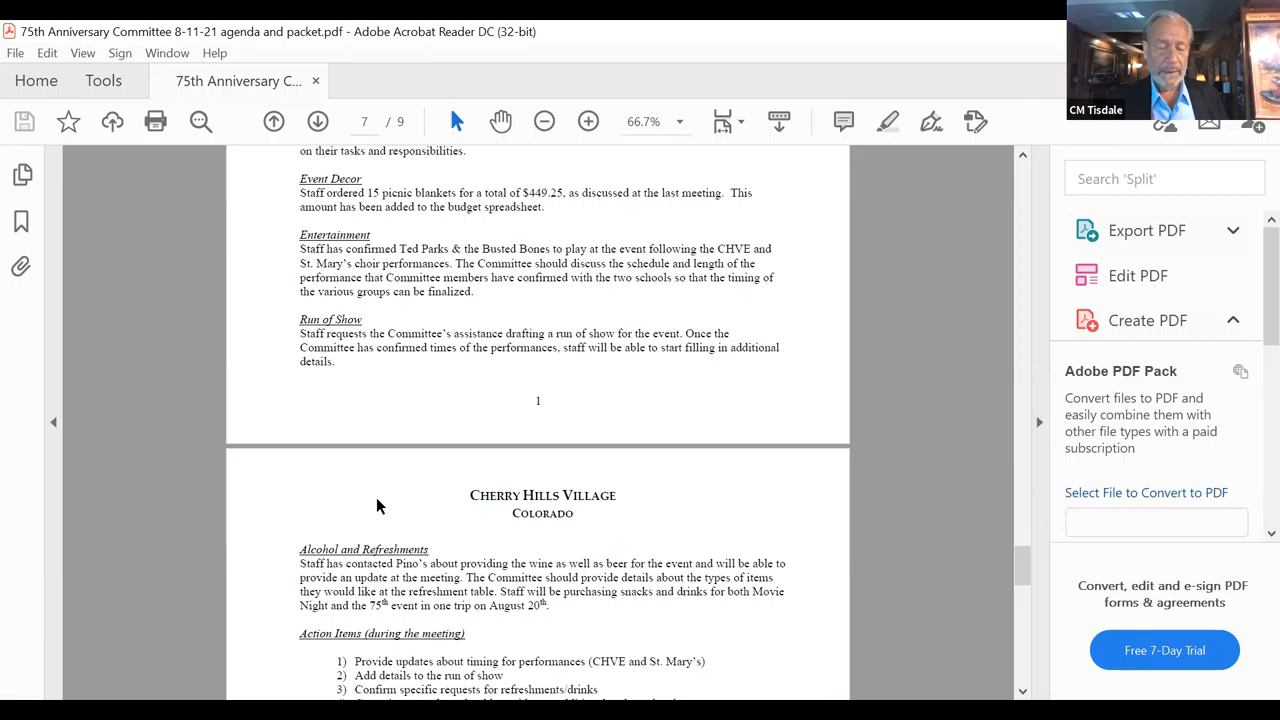 75th Anniversary Committee 8-11-21 agenda and packet.pdf - Adobe Acrobat Reader DC (32-bit)
File Edit View Sign Window Help
Home Tools 75th Anniversary C... ×
7 / 9 66.7%
CM Tisdale
on their tasks and responsibilities.
Event Decor
Staff ordered 15 picnic blankets for a total of $449.25, as discussed at the last meeting. This
amount has been added to the budget spreadsheet.
Entertainment
Staff has confirmed Ted Parks & the Busted Bones to play at the event following the CHVE and
St. Mary's choir performances. The Committee should discuss the schedule and length of the
performance that Committee members have confirmed with the two schools so that the timing of
the various groups can be finalized.
Run of Show
Staff requests the Committee's assistance drafting a run of show for the event. Once the
Committee has confirmed times of the performances, staff will be able to start filling in additional
details.
1
CHERRY HILLS VILLAGE
COLORADO
Alcohol and Refreshments
Staff has contacted Pino's about providing the wine as well as beer for the event and will be able to
provide an update at the meeting. The Committee should provide details about the types of items
they would like at the refreshment table. Staff will be purchasing snacks and drinks for both Movie
Night and the 75th event in one trip on August 20th.
Action Items (during the meeting)
1) Provide updates about timing for performances (CHVE and St. Mary's)
2) Add details to the run of show
3) Confirm specific requests for refreshments/drinks
Search 'Split'
Export PDF
Edit PDF
Create PDF
Adobe PDF Pack
Convert files to PDF and
easily combine them with
other file types with a paid
subscription
Select File to Convert to PDF
Convert, edit and e-sign PDF
forms & agreements
Free 7-Day Trial